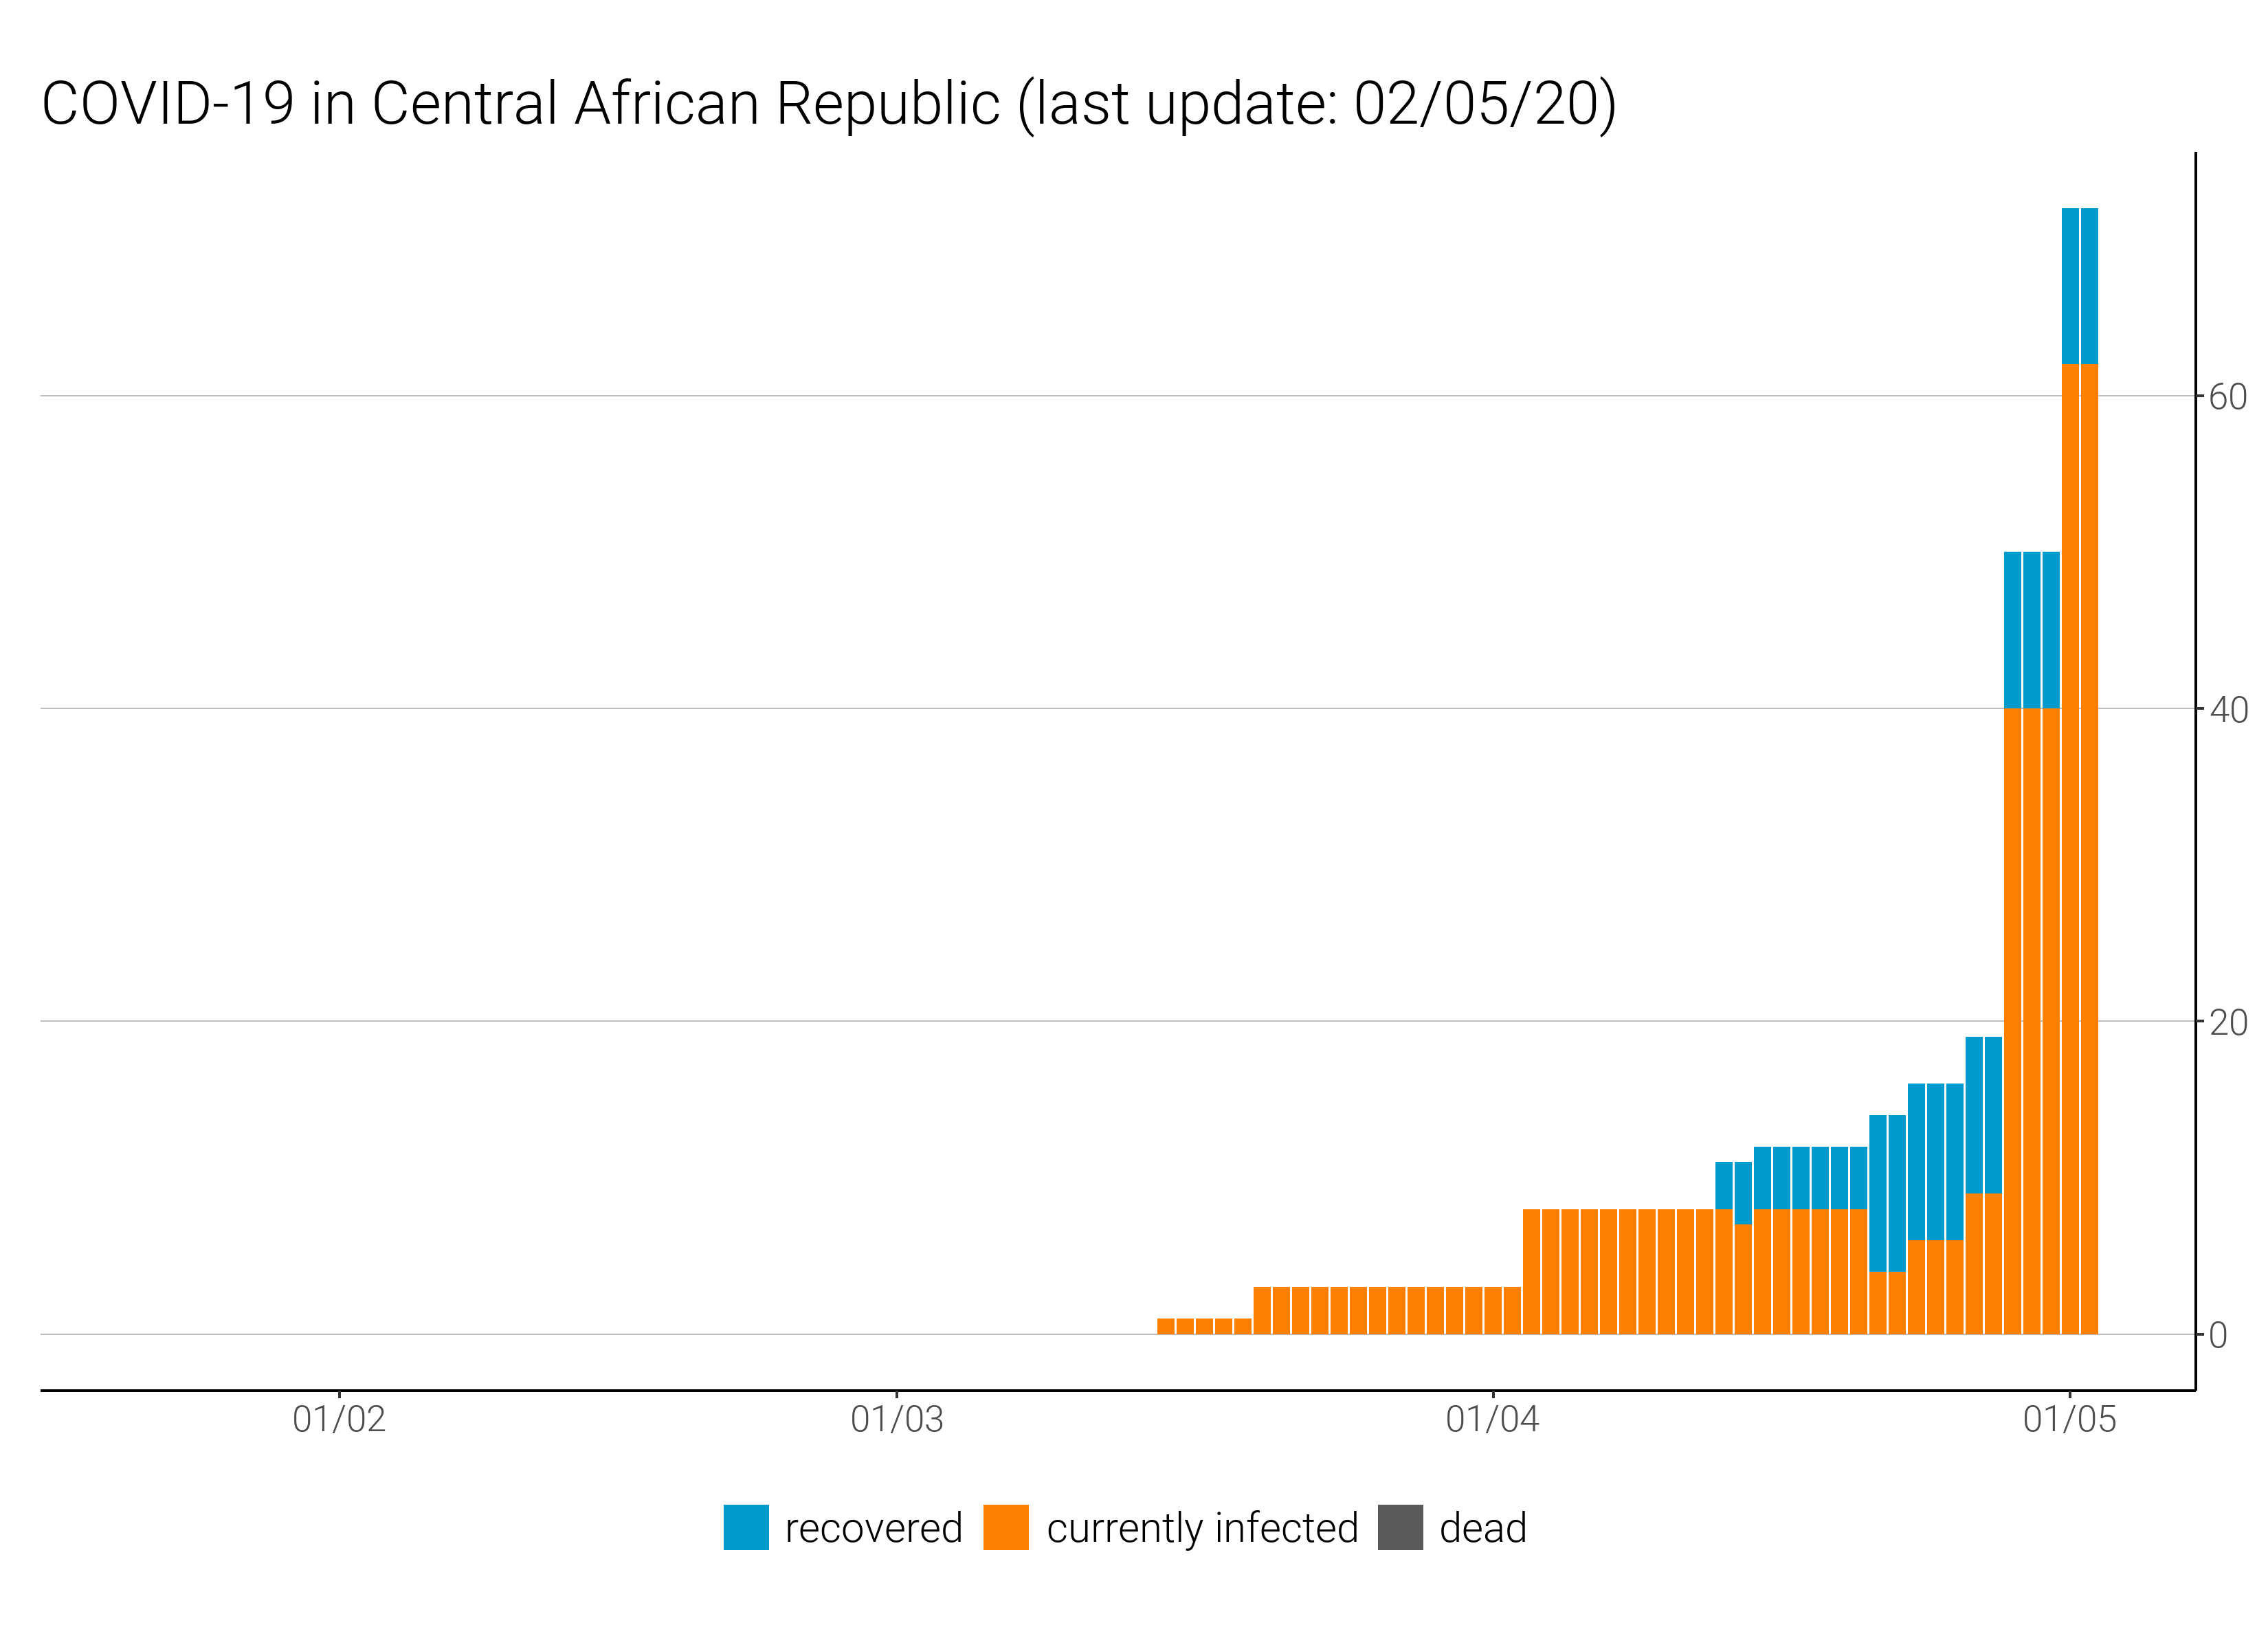 COVID-19 in Central African Republic (last update: 02/05/20)
60
40
20
0
01/02 01/03 01/04 01/05
recovered currently infected dead